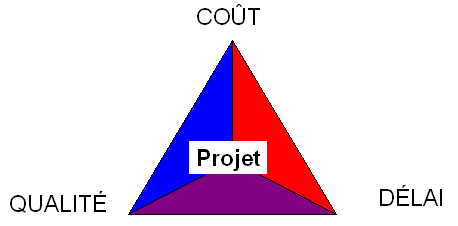 COÛT
Projet
QUALITÉ
DÉLAI